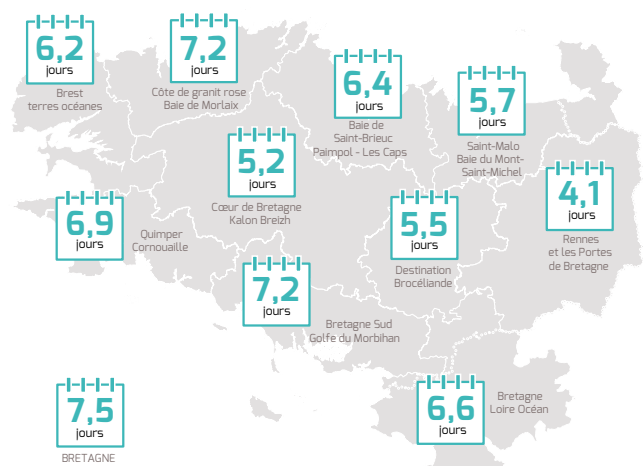 6,2
jours
Brest
terres océanes
7,2
jours
Côte de granit rose
Baie de Morlaix
6,4
jours
Baie de
Saint-Brieuc
Paimpol - Les Caps
5,7
jours
Saint-Malo
Baie du Mont-
Saint-Michel
5,2
jours
Cœur de Bretagne
Kalon Breizh
4,1
jours
Rennes
et les Portes
de Bretagne
6,9
jours
Quimper
Cornouaille
5,5
jours
Destination
Brocéliande
7,2
jours
Bretagne Sud
Golfe du Morbihan
7,5
jours
BRETAGNE
6,6
jours
Bretagne
Loire Océan